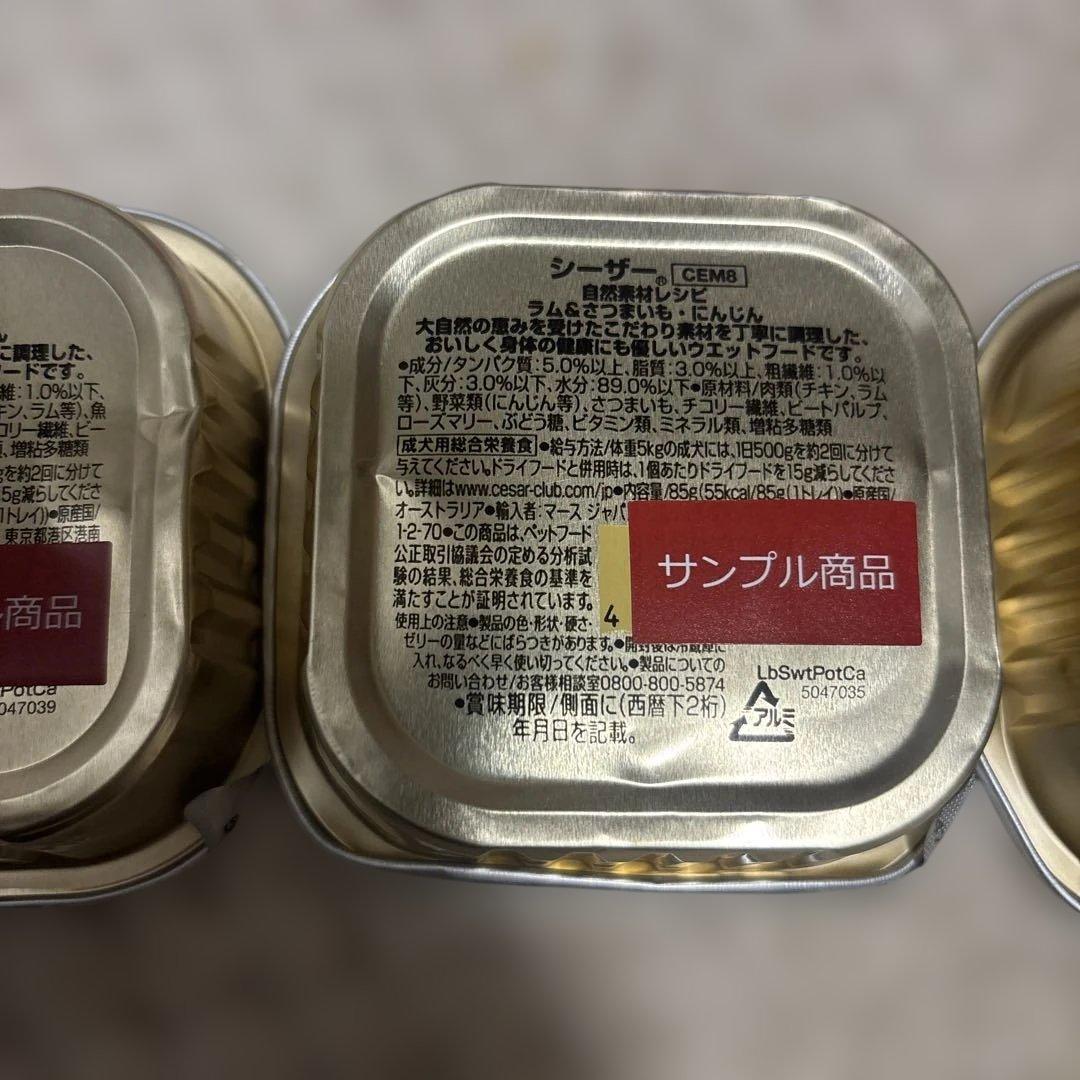 シーザー® CEM8
自然素材レシピ
ラム&さつまいも・にんじん
大自然の恵みを受けたこだわり素材を丁寧に調理した、
おいしく身体の健康にも優しいウエットフードです。
●成分/タンパク質:5.0%以上、脂質:3.0%以上、粗繊維:1.0%以
下、灰分:3.0%以下、水分:89.0%以下●原材料/肉類(チキン、ラム
等)、野菜類(にんじん等)、さつまいも、チコリー繊維、ビートパルプ、
ローズマリー、ぶどう糖、ビタミン類、ミネラル類、増粘多糖類
成犬用総合栄養食 ●給与方法/体重5kgの成犬には、1日500gを約2回に分けて
与えてください。ドライフードと併用時は、1個あたりドライフードを15g減らしてくださ
い。詳細はwww.cesar-club.com/jp●内容量/85g(55kcal/85g(1トレイ))●原産国/
オーストラリア●輸入者:マース ジャパ
1-2-70●この商品は、ペットフード
公正取引協議会の定める分析試
験の結果、総合栄養食の基準を
満たすことが証明されています。
使用上の注意●製品の色・形状・硬さ、
ゼリーの量などにばらつきがあります。●開封後は冷蔵庫に
入れ、なるべく早く使い切ってください。●製品についての
お問い合わせ/お客様相談室0800-800-5874
●賞味期限/側面に(西暦下2桁)
年月日を記載。
4
サンプル商品
LbSwtPotCa
5047035
アルミ
に調理した、
ドです。
維:1.0%以下、
キン、ラム等)、魚
コリー繊維、ビー
、増粘多糖類
を約2回に分けて
5g減らしてくださ
1トレイ))●原産国/
東京都港区港南
商品
PotCa
047039